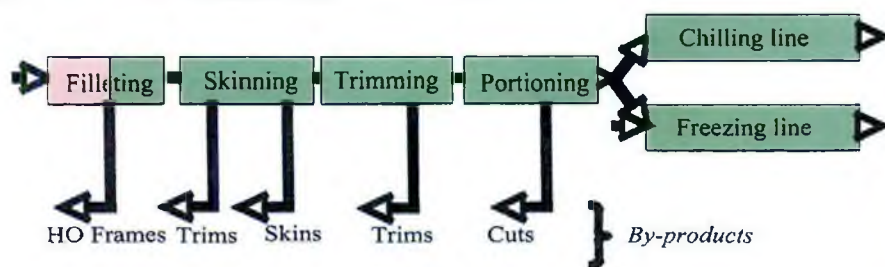 Chilling line
Filleting Skinning Trimming Portioning
Freezing line
HO Frames Trims Skins Trims Cuts By-products